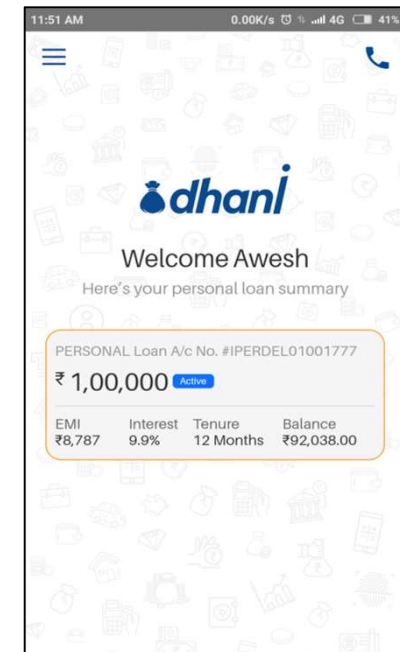 11:51 AM 0.00K/s 4G 41%
dhani
Welcome Awesh
Here's your personal loan summary
PERSONAL Loan A/c No. #IPERDEL01001777
₹ 1,00,000 Active
EMI Interest Tenure Balance
₹8,787 9.9% 12 Months ₹92,038.00